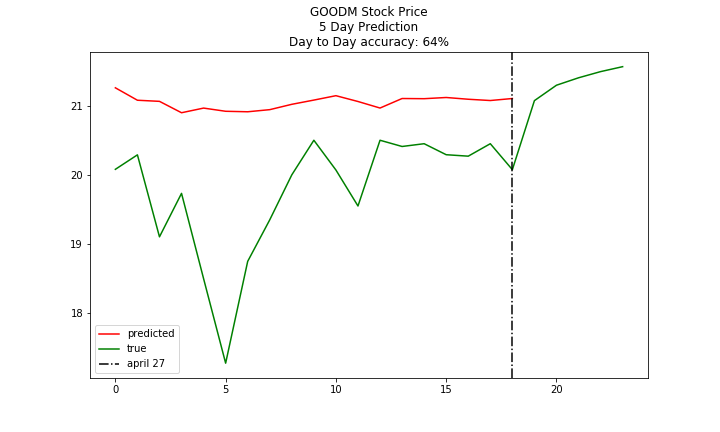 GOODM Stock Price
5 Day Prediction
Day to Day accuracy: 64%
21
20
19
18
predicted
true
april 27
0 5 10 15 20